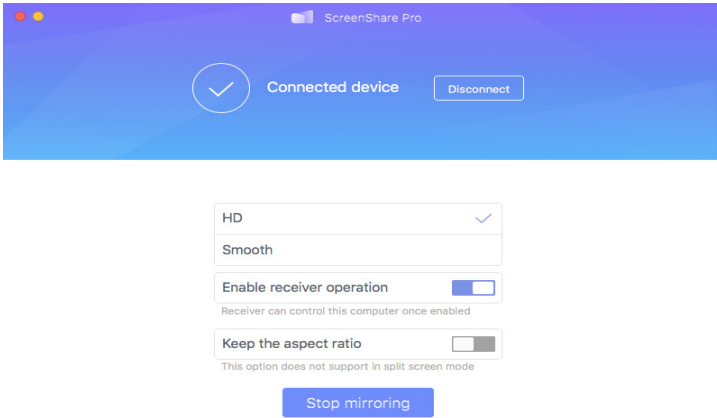 ScreenShare Pro
Connected device
Disconnect
HD
Smooth
Enable receiver operation
Receiver can control this computer once enabled
Keep the aspect ratio
This option does not support in split screen mode
Stop mirroring